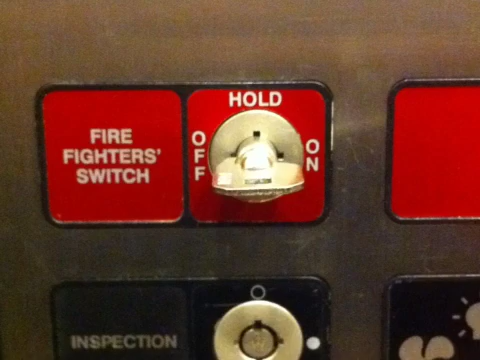 FIRE
FIGHTERS'
SWITCH
HOLD
OFF
ON
INSPECTION